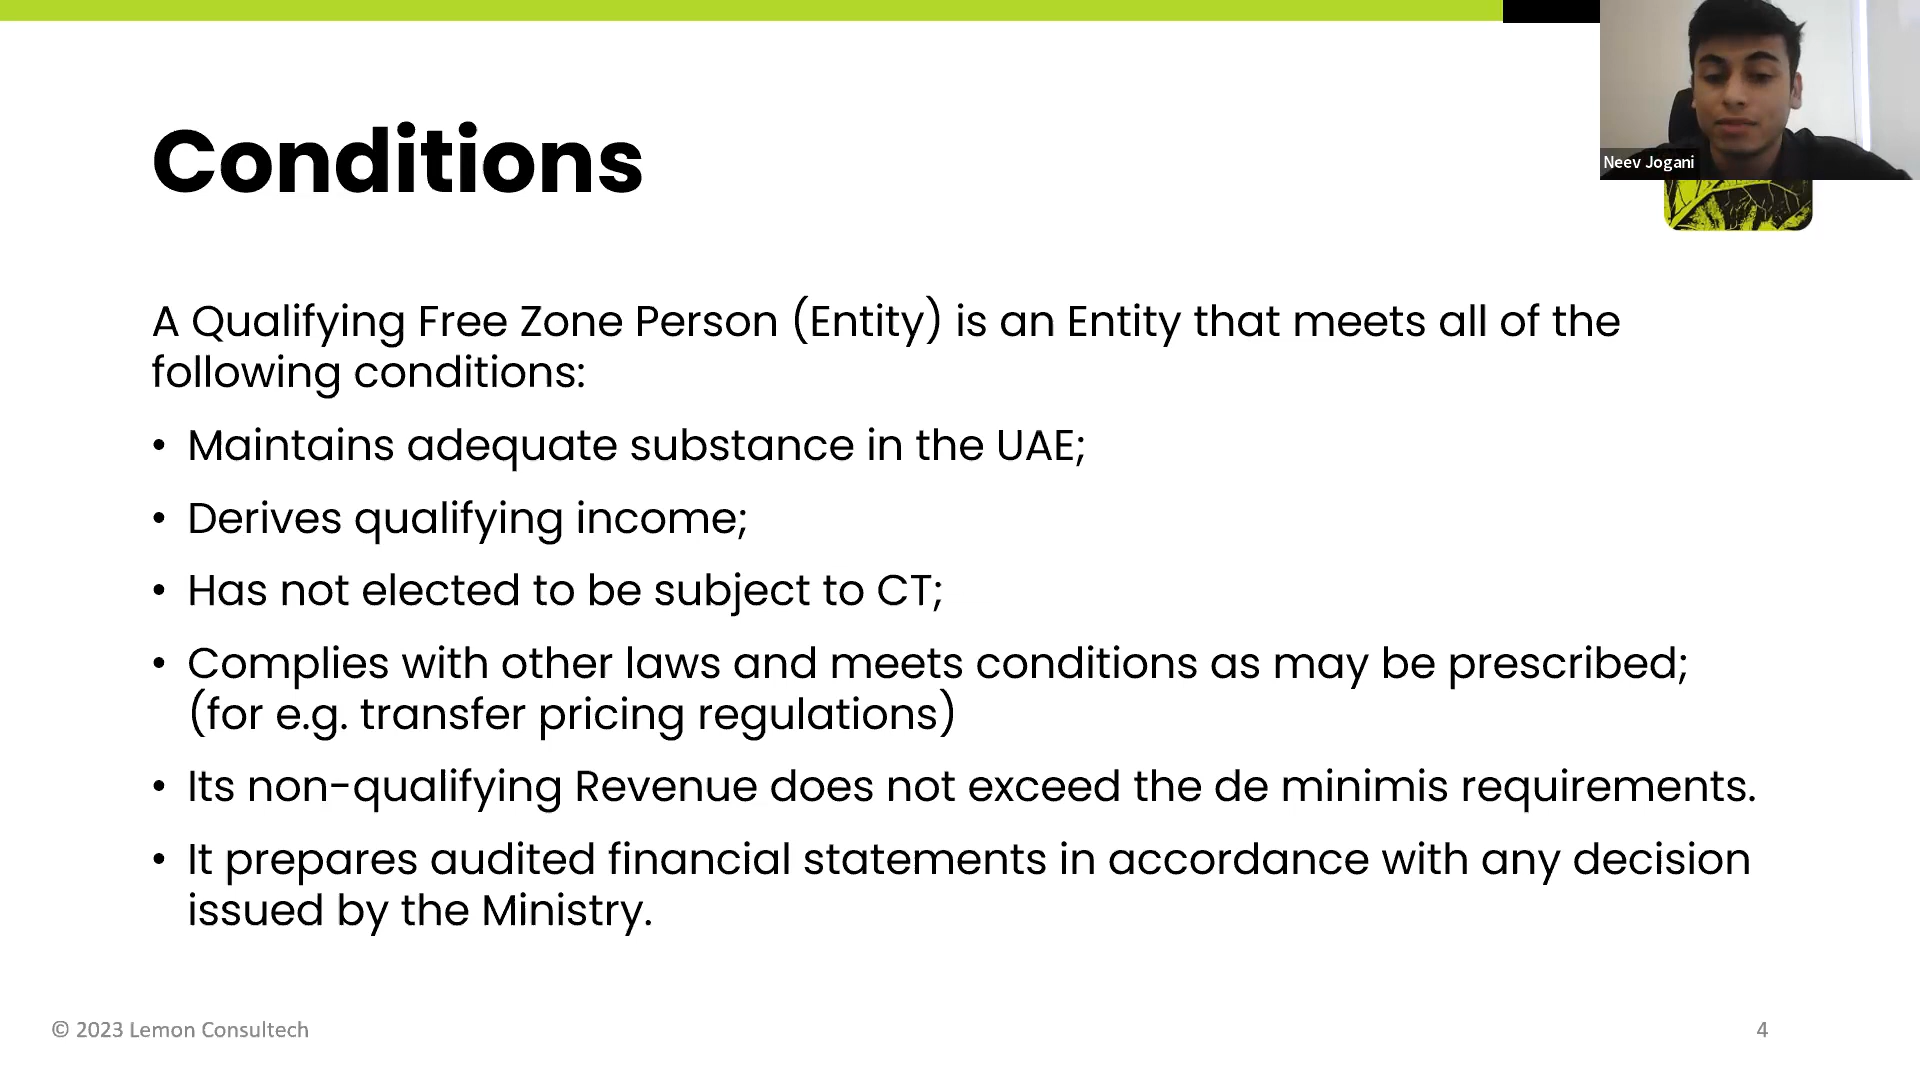 Conditions
Neev Jogani
A Qualifying Free Zone Person (Entity) is an Entity that meets all of the
following conditions:
• Maintains adequate substance in the UAE;
• Derives qualifying income;
• Has not elected to be subject to CT;
• Complies with other laws and meets conditions as may be prescribed;
(for e.g. transfer pricing regulations)
• Its non-qualifying Revenue does not exceed the de minimis requirements.
• It prepares audited financial statements in accordance with any decision
issued by the Ministry.
© 2023 Lemon Consultech
4